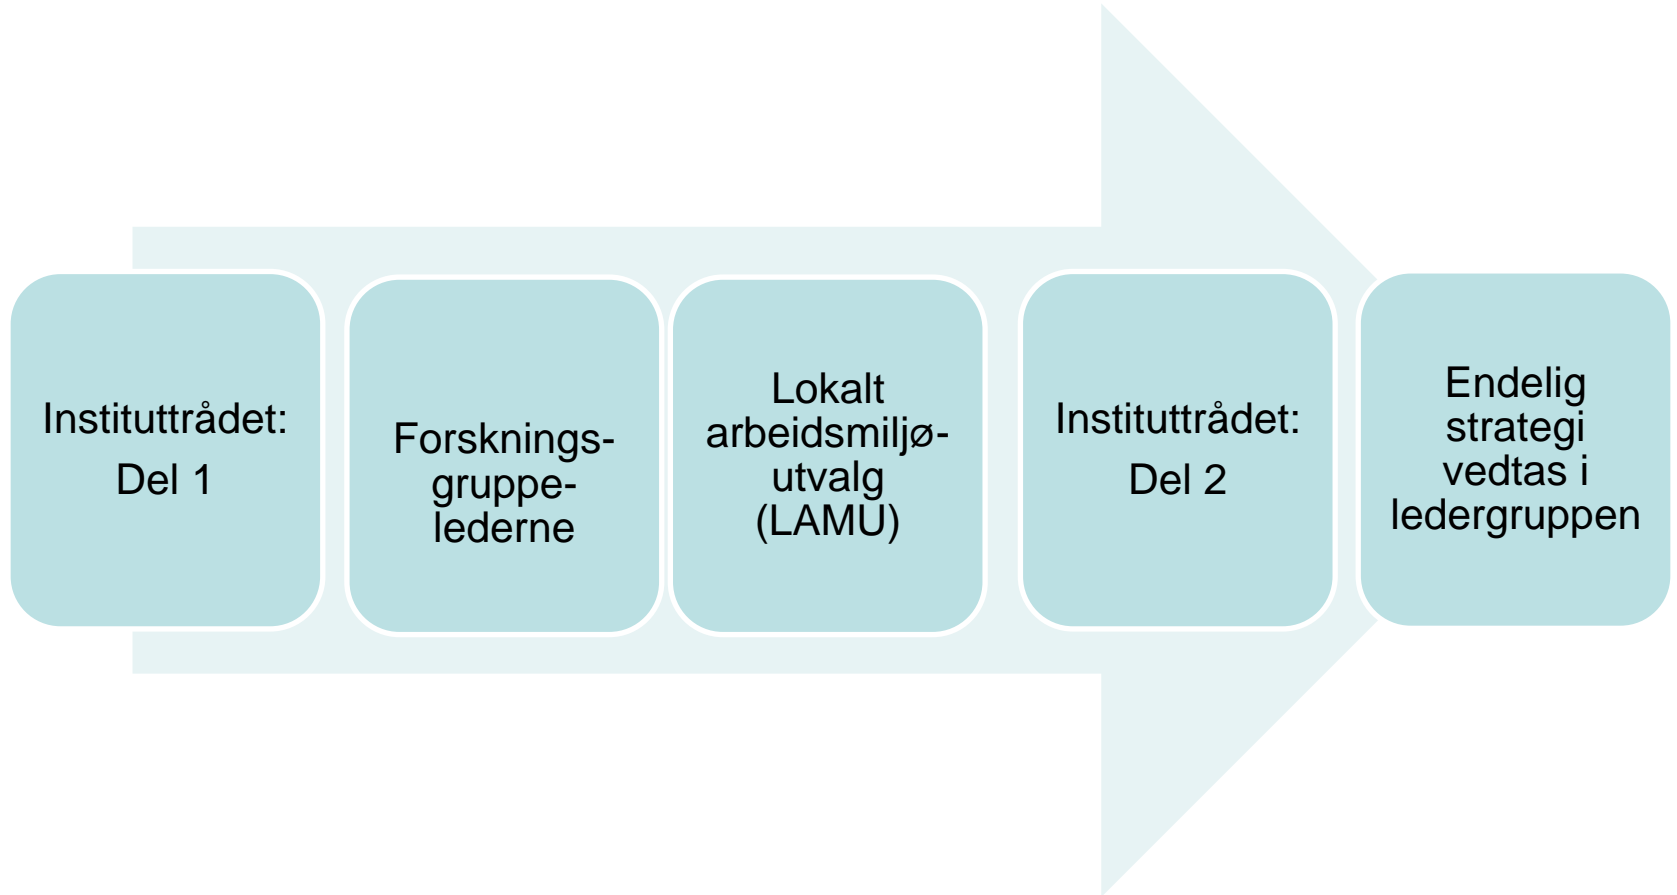 Instituttrådet:
Del 1
Forsknings-
gruppe-
lederne
Lokalt
arbeidsmiljø-
utvalg
(LAMU)
Instituttrådet:
Del 2
Endelig
strategi
vedtas i
ledergruppen